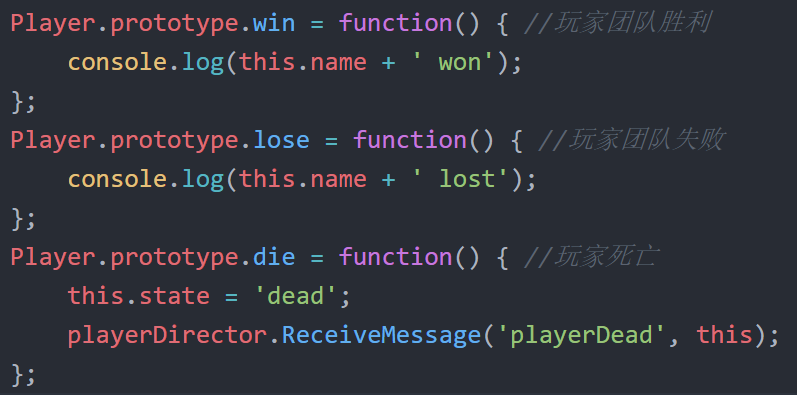 Player.prototype.win = function() { //玩家团队胜利
    console.log(this.name + ' won');
};
Player.prototype.lose = function() { //玩家团队失败
    console.log(this.name + ' lost');
};
Player.prototype.die = function() { //玩家死亡
    this.state = 'dead';
    playerDirector.ReceiveMessage('playerDead', this);
};